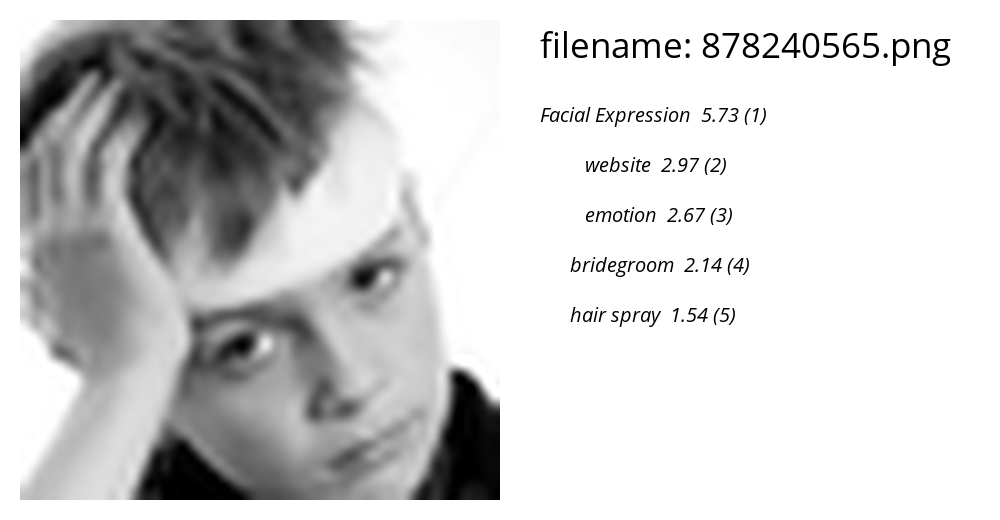 filename: 878240565.png
Facial Expression 5.73 (1)
website 2.97 (2)
emotion 2.67 (3)
bridegroom 2.14 (4)
hair spray 1.54 (5)